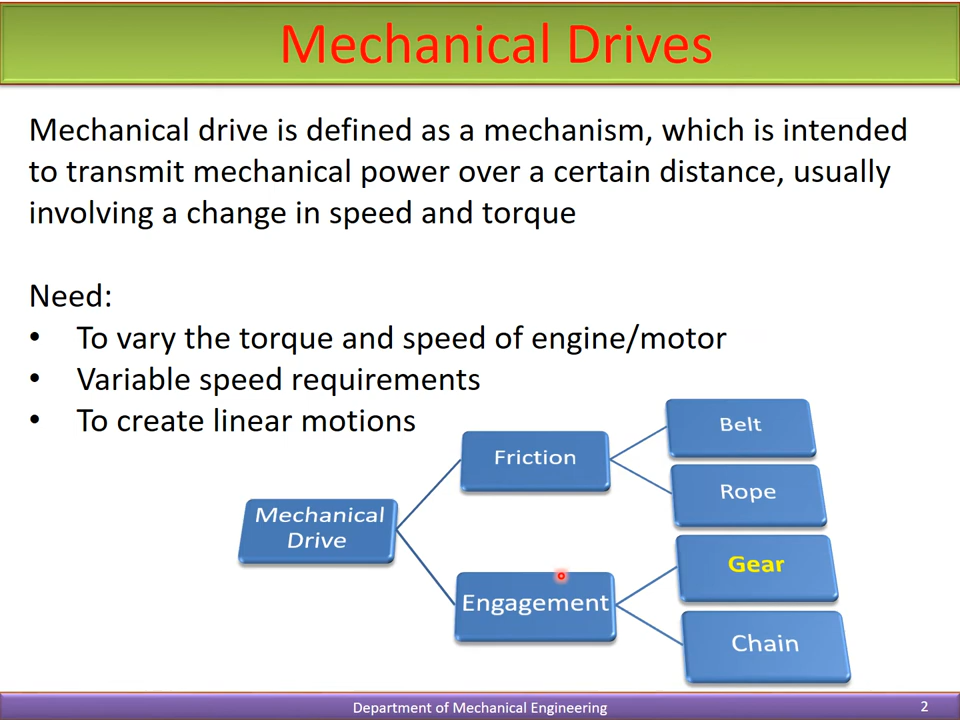 Mechanical Drives
Mechanical drive is defined as a mechanism, which is intended
to transmit mechanical power over a certain distance, usually
involving a change in speed and torque
Need:
• To vary the torque and speed of engine/motor
• Variable speed requirements
• To create linear motions
Mechanical
Drive
Friction
Belt
Rope
Engagement
Gear
Chain
Department of Mechanical Engineering
2